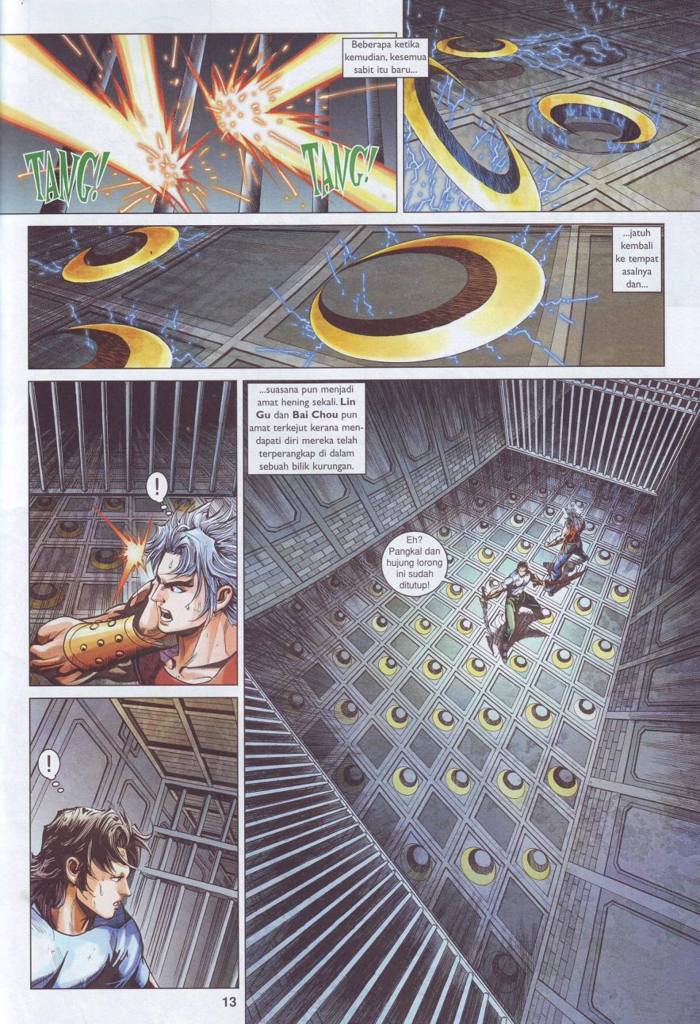 TANG!
TANG!
Beberapa ketika
kemudian, kesemua
sabit itu baru...
...jatuh
kembali
ke tempat
asalnya
dan...
!
...suasana pun menjadi
amat hening sekali. Lin
Gu dan Bai Chou pun
amat terkejut kerana men-
dapati diri mereka telah
terperangkap di dalam
sebuah bilik kurungan.
Eh?
Pangkal dan
hujung lorong
ini sudah
ditutup!
!
13